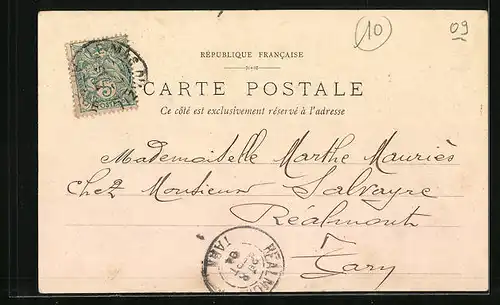 10
09
RÉPUBLIQUE FRANÇAISE
CARTE POSTALE
Ce côté est exclusivement réservé à l'adresse
Mademoiselle Marthe Mauriès
chez Monsieur Salvayre
Réalmont
Tarn
RÉALMONT
TARN
04